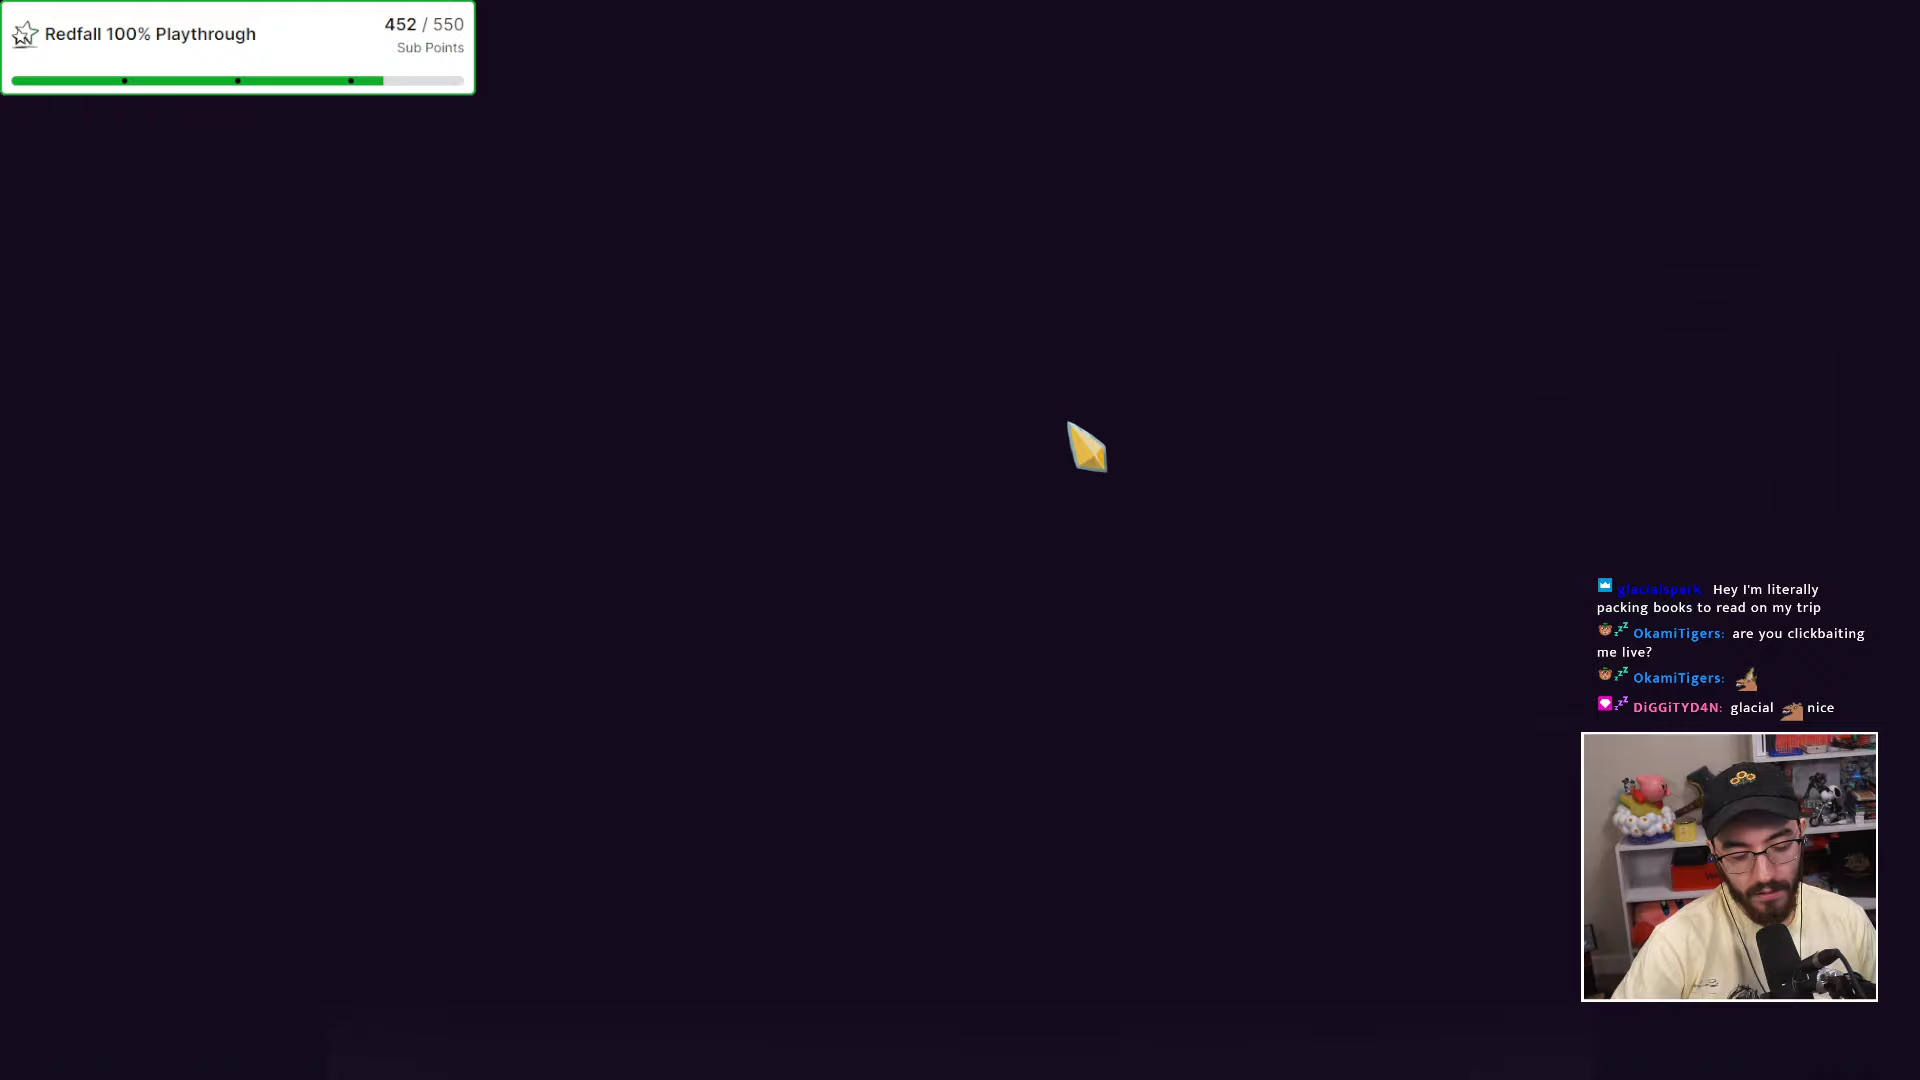 Redfall 100% Playthrough
452 / 550
Sub Points
glacialspark: Hey I'm literally
packing books to read on my trip
OkamiTigers: are you clickbaiting
me live?
OkamiTigers:
DiGGiTYD4N: glacial nice